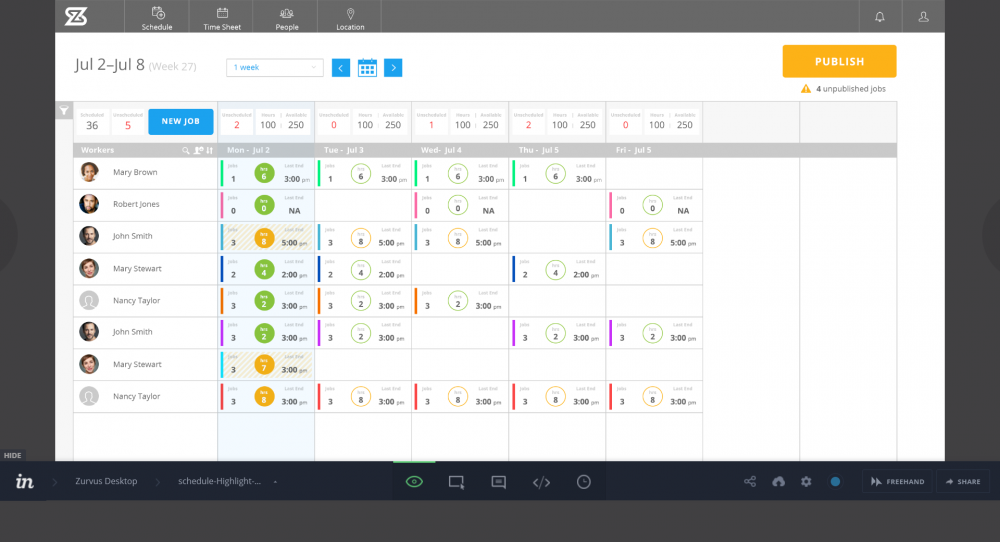 Schedule Time Sheet People Location
Jul 2–Jul 8 (Week 27) 1 week PUBLISH
4 unpublished jobs
Unscheduled Unscheduled Hours Available Unscheduled Hours Available Unscheduled Hours Available Unscheduled Hours Available Unscheduled Hours Available
36 5 NEW JOB 2 100 250 0 100 250 1 100 250 2 100 250 0 100 250
Workers Mon - Jul 2 Tue - Jul 3 Wed- Jul 4 Thu - Jul 5 Fri - Jul 5
Jobs hrs Last End Jobs hrs Last End Jobs hrs Last End Jobs hrs Last End
Mary Brown 1 6 3:00 pm 1 6 3:00 pm 1 6 3:00 pm 1 6 3:00 pm
Jobs hrs Last End Jobs hrs Last End Jobs hrs Last End
Robert Jones 0 0 NA 0 0 NA 0 0 NA
Jobs hrs Last End Jobs hrs Last End Jobs hrs Last End Jobs hrs Last End
John Smith 3 8 5:00 pm 3 8 5:00 pm 3 8 5:00 pm 3 8 5:00 pm
Jobs hrs Last End Jobs hrs Last End Jobs hrs Last End
Mary Stewart 2 4 2:00 pm 2 4 2:00 pm 2 4 2:00 pm
Jobs hrs Last End Jobs hrs Last End Jobs hrs Last End
Nancy Taylor 3 2 3:00 pm 3 2 3:00 pm 3 2 3:00 pm
Jobs hrs Last End Jobs hrs Last End Jobs hrs Last End Jobs hrs Last End
John Smith 3 2 3:00 pm 3 2 3:00 pm 3 2 3:00 pm 3 2 3:00 pm
Jobs hrs Last End
Mary Stewart 3 7 3:00 pm
Jobs hrs Last End Jobs hrs Last End Jobs hrs Last End Jobs hrs Last End Jobs hrs Last End
Nancy Taylor 3 8 3:00 pm 3 8 3:00 pm 3 8 3:00 pm 3 8 3:00 pm 3 8 3:00 pm
HIDE
in Zurvus Desktop schedule-Highlight-... FREEHAND SHARE